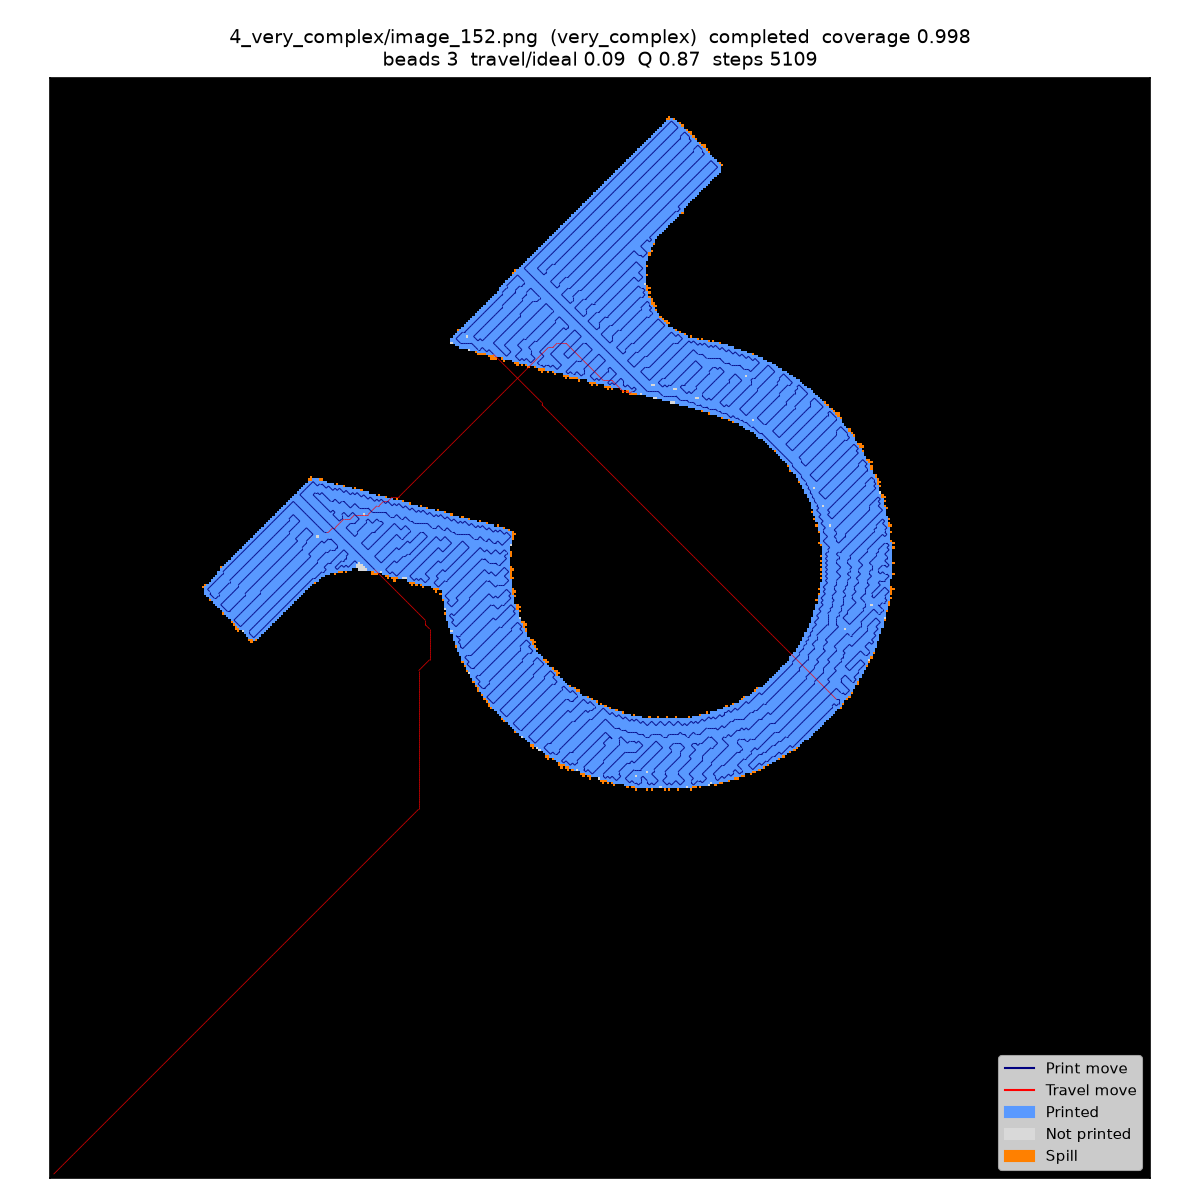 4_very_complex/image_152.png  (very_complex)  completed  coverage 0.998
beads 3  travel/ideal 0.09  Q 0.87  steps 5109
Print move
Travel move
Printed
Not printed
Spill